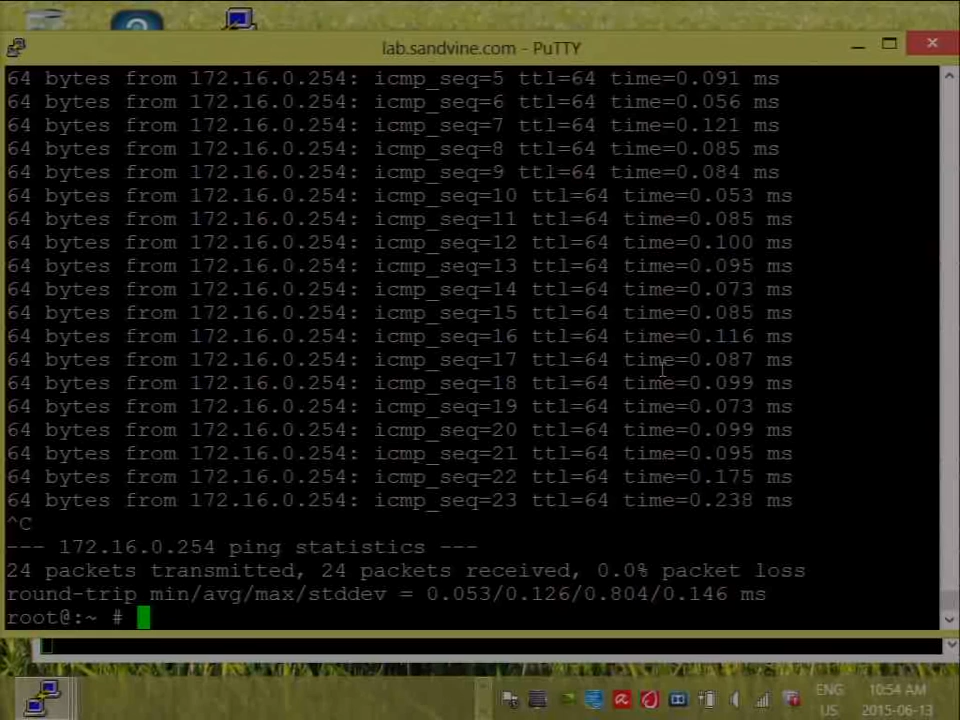 lab.sandvine.com - PuTTY
64 bytes from 172.16.0.254: icmp_seq=5 ttl=64 time=0.091 ms
64 bytes from 172.16.0.254: icmp_seq=6 ttl=64 time=0.056 ms
64 bytes from 172.16.0.254: icmp_seq=7 ttl=64 time=0.121 ms
64 bytes from 172.16.0.254: icmp_seq=8 ttl=64 time=0.085 ms
64 bytes from 172.16.0.254: icmp_seq=9 ttl=64 time=0.084 ms
64 bytes from 172.16.0.254: icmp_seq=10 ttl=64 time=0.053 ms
64 bytes from 172.16.0.254: icmp_seq=11 ttl=64 time=0.085 ms
64 bytes from 172.16.0.254: icmp_seq=12 ttl=64 time=0.100 ms
64 bytes from 172.16.0.254: icmp_seq=13 ttl=64 time=0.095 ms
64 bytes from 172.16.0.254: icmp_seq=14 ttl=64 time=0.073 ms
64 bytes from 172.16.0.254: icmp_seq=15 ttl=64 time=0.085 ms
64 bytes from 172.16.0.254: icmp_seq=16 ttl=64 time=0.116 ms
64 bytes from 172.16.0.254: icmp_seq=17 ttl=64 time=0.087 ms
64 bytes from 172.16.0.254: icmp_seq=18 ttl=64 time=0.099 ms
64 bytes from 172.16.0.254: icmp_seq=19 ttl=64 time=0.073 ms
64 bytes from 172.16.0.254: icmp_seq=20 ttl=64 time=0.099 ms
64 bytes from 172.16.0.254: icmp_seq=21 ttl=64 time=0.095 ms
64 bytes from 172.16.0.254: icmp_seq=22 ttl=64 time=0.175 ms
64 bytes from 172.16.0.254: icmp_seq=23 ttl=64 time=0.238 ms
^C
--- 172.16.0.254 ping statistics ---
24 packets transmitted, 24 packets received, 0.0% packet loss
round-trip min/avg/max/stddev = 0.053/0.126/0.804/0.146 ms
root@:~ #
ENG 10:54 AM
US 2015-06-13